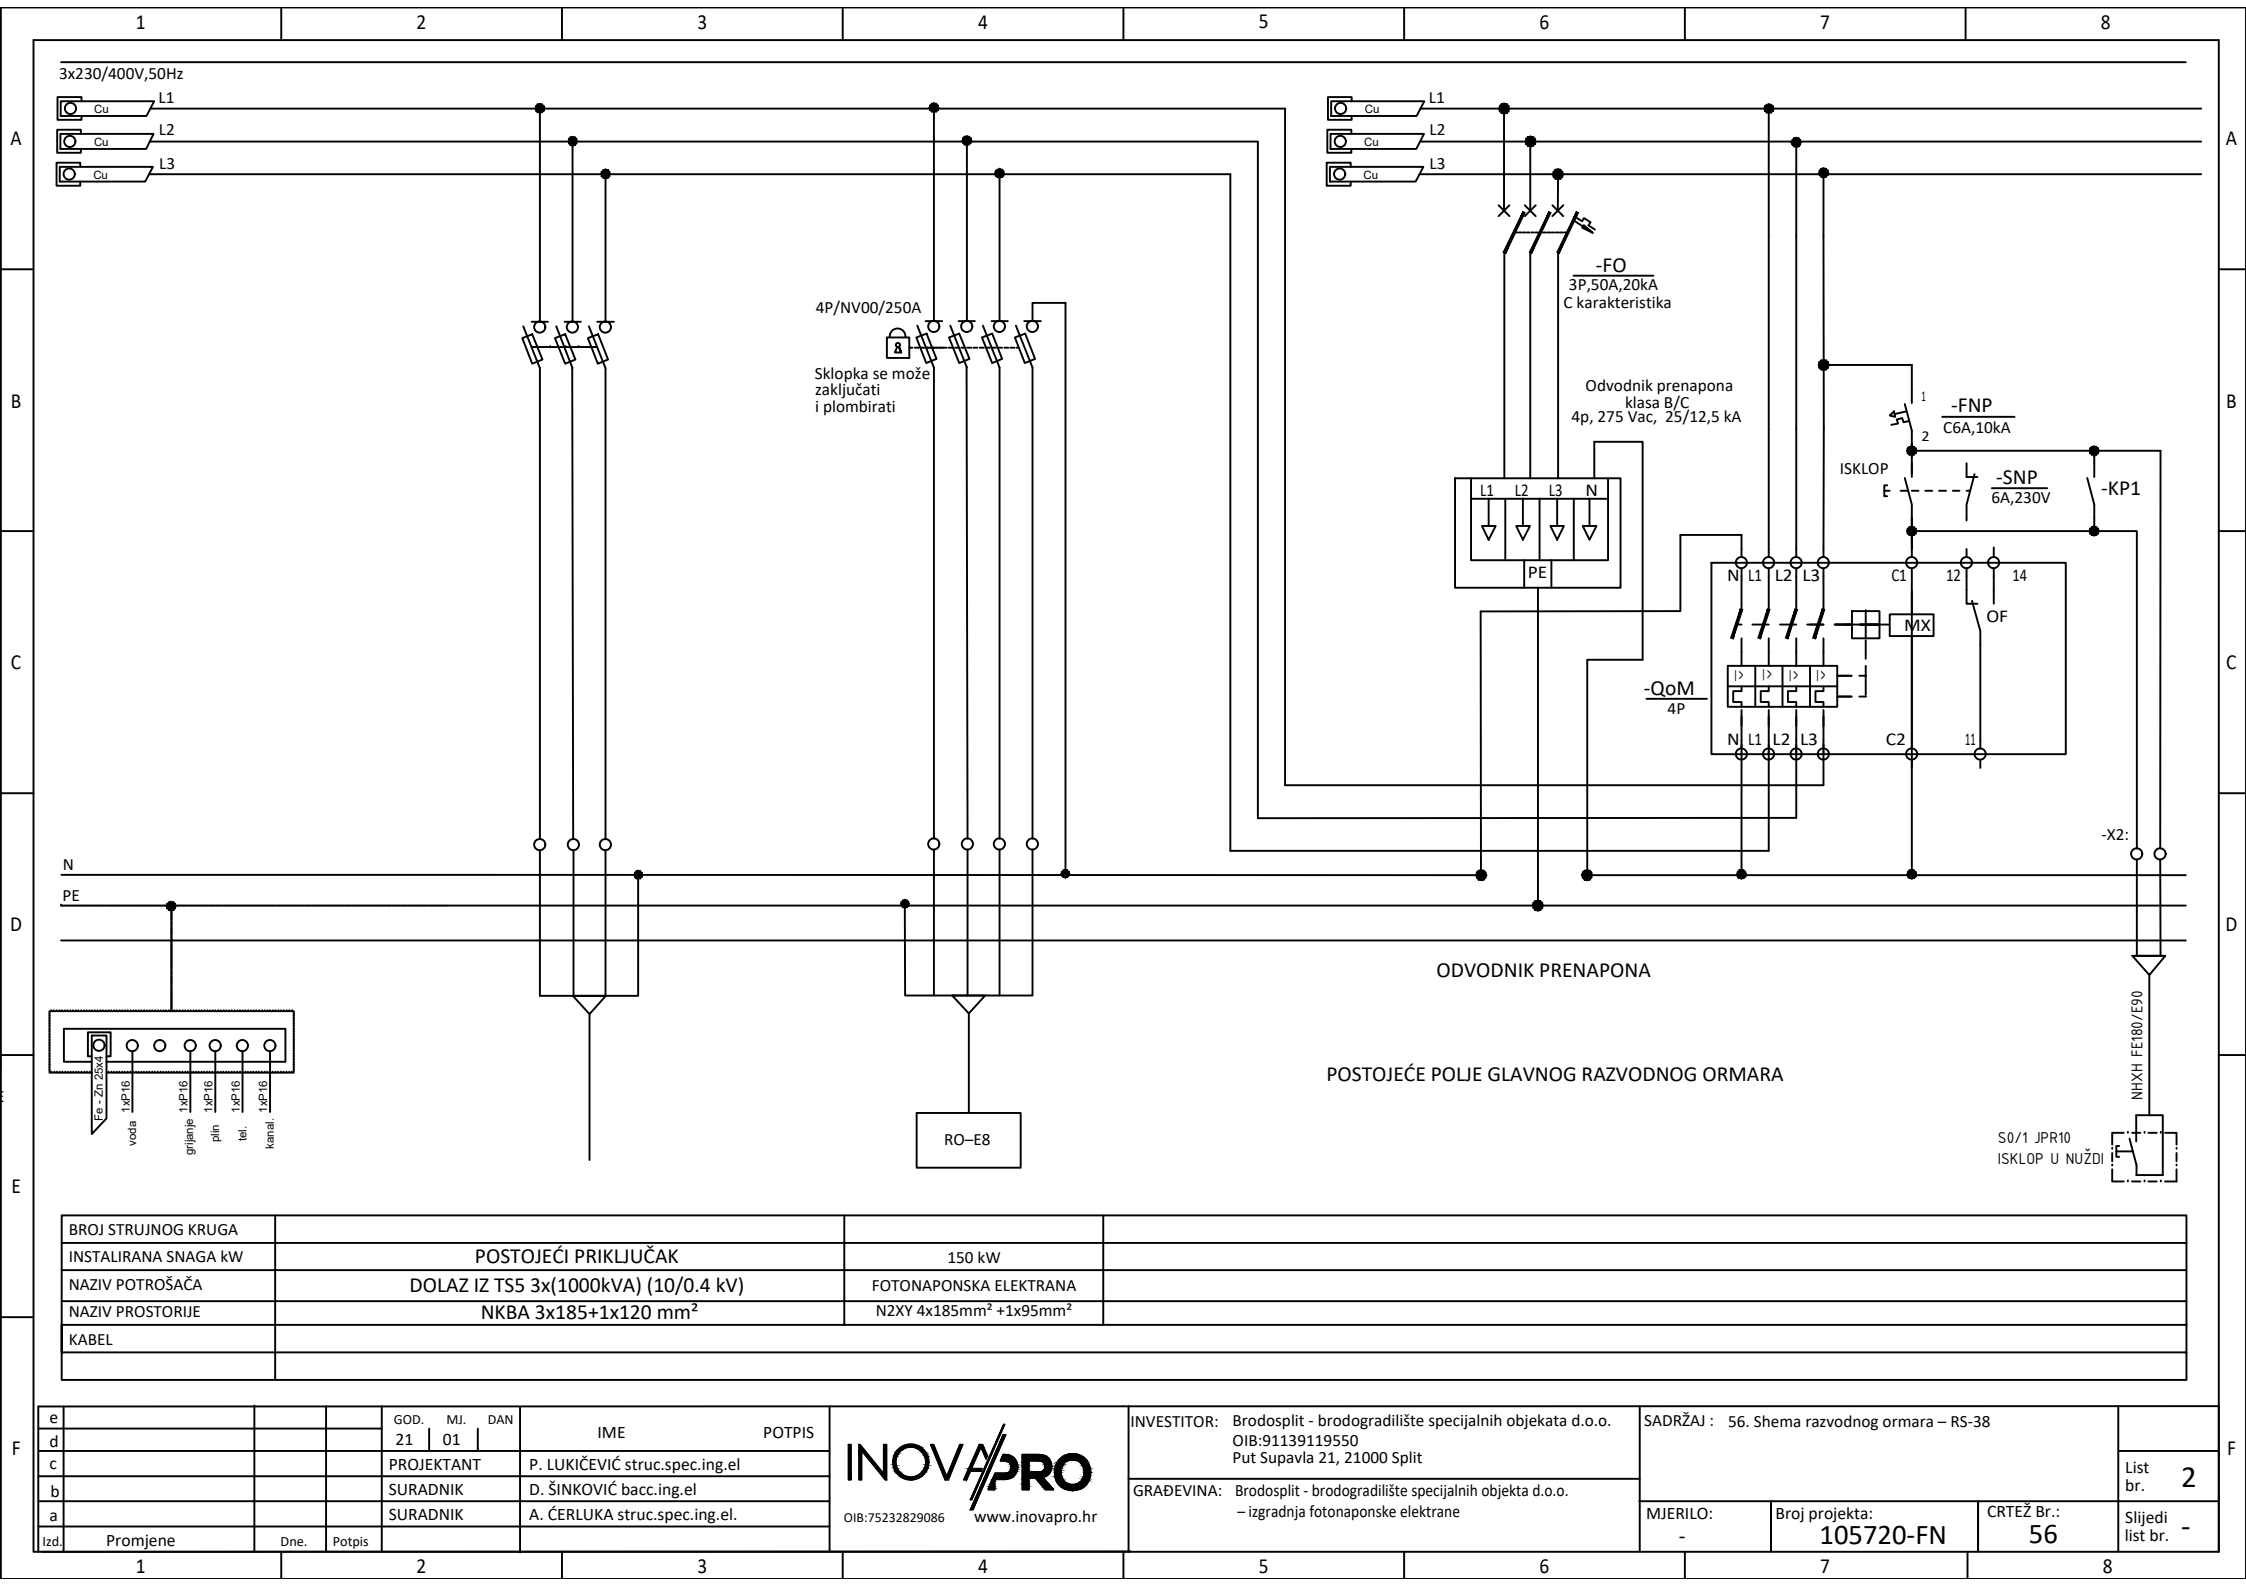 1 2 3 4 5 6 7 8
A
B
C
D
E
F
3x230/400V,50Hz
Cu L1
Cu L2
Cu L3
Cu L1
Cu L2
Cu L3
A
B
C
D
F
-FO
3P,50A,20kA
C karakteristika
4P/NV00/250A
Sklopka se može
zaključati
i plombirati
Odvodnik prenapona
klasa B/C
4p, 275 Vac, 25/12,5 kA
L1 L2 L3 N
PE
1
2
-FNP
C6A,10kA
ISKLOP
-SNP
6A,230V
-KP1
N L1 L2 L3 C1 12 14
MX
OF
I> I> I> I>
-QoM
4P
N L1 L2 L3 C2 11
-X2:
N
PE
ODVODNIK PRENAPONA
POSTOJEĆE POLJE GLAVNOG RAZVODNOG ORMARA
NHXH FE180/E90
S0/1 JPR10
ISKLOP U NUŽDI
Fe - Zn 25x4
1xP16
voda
1xP16
grijanje
1xP16
plin
1xP16
tel.
1xP16
kanal.
RO–E8
BROJ STRUJNOG KRUGA
INSTALIRANA SNAGA kW POSTOJEĆI PRIKLJUČAK 150 kW
NAZIV POTROŠAČA DOLAZ IZ TS5 3x(1000kVA) (10/0.4 kV) FOTONAPONSKA ELEKTRANA
NAZIV PROSTORIJE NKBA 3x185+1x120 mm² N2XY 4x185mm² +1x95mm²
KABEL
e
d
c
b
a
Izd. Promjene Dne. Potpis
GOD. MJ. DAN
21 01
IME POTPIS
PROJEKTANT P. LUKIČEVIĆ struc.spec.ing.el
SURADNIK D. ŠINKOVIĆ bacc.ing.el
SURADNIK A. ĆERLUKA struc.spec.ing.el.
INOVAPRO
OIB:75232829086 www.inovapro.hr
INVESTITOR: Brodosplit - brodogradilište specijalnih objekata d.o.o.
OIB:91139119550
Put Supavla 21, 21000 Split
GRAĐEVINA: Brodosplit - brodogradilište specijalnih objekta d.o.o.
– izgradnja fotonaponske elektrane
SADRŽAJ : 56. Shema razvodnog ormara – RS-38
MJERILO:
-
Broj projekta:
105720-FN
CRTEŽ Br.:
56
List
br. 2
Slijedi
list br. -
1 2 3 4 5 6 7 8